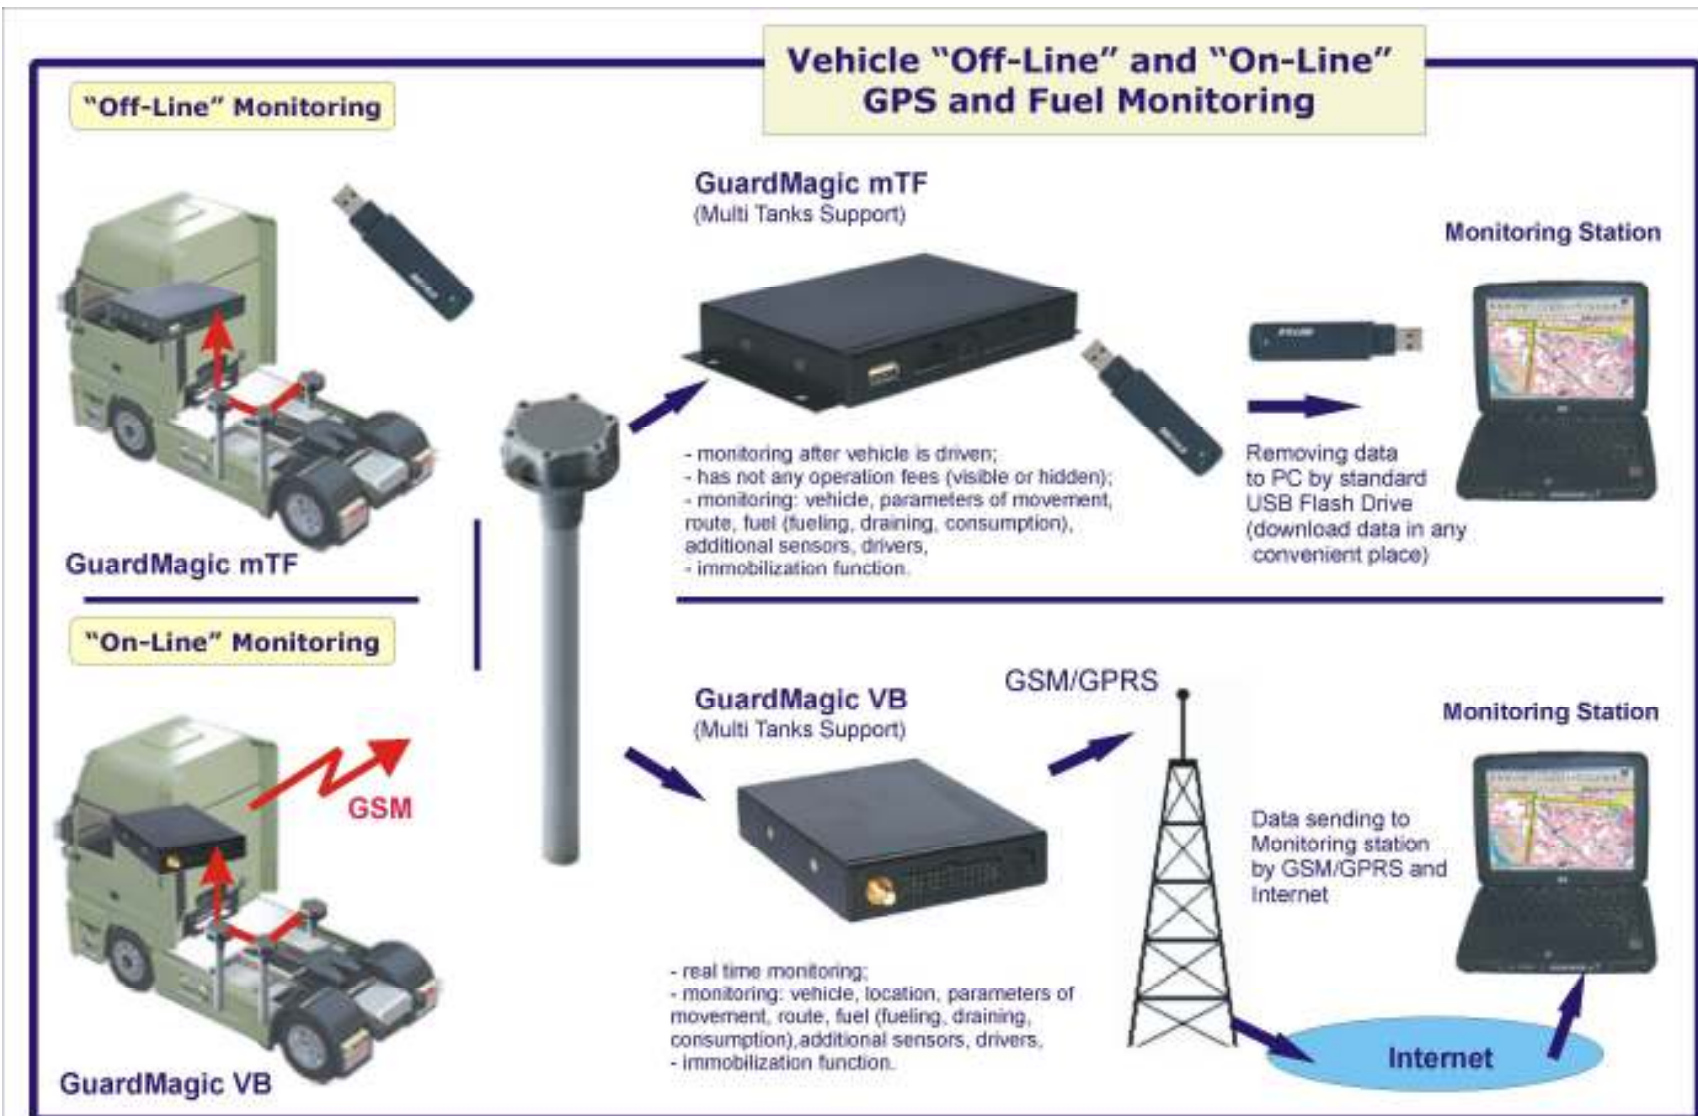 Vehicle “Off-Line” and “On-Line”
GPS and Fuel Monitoring
“Off-Line” Monitoring
GuardMagic mTF
GuardMagic mTF
(Multi Tanks Support)
- monitoring after vehicle is driven;
- has not any operation fees (visible or hidden);
- monitoring: vehicle, parameters of movement,
route, fuel (fueling, draining, consumption),
additional sensors, drivers,
- immobilization function.
Monitoring Station
Removing data
to PC by standard
USB Flash Drive
(download data in any
convenient place)
“On-Line” Monitoring
GSM
GuardMagic VB
GuardMagic VB
(Multi Tanks Support)
- real time monitoring;
- monitoring: vehicle, location, parameters of
movement, route, fuel (fueling, draining,
consumption),additional sensors, drivers,
- immobilization function.
GSM/GPRS
Monitoring Station
Data sending to
Monitoring station
by GSM/GPRS and
Internet
Internet